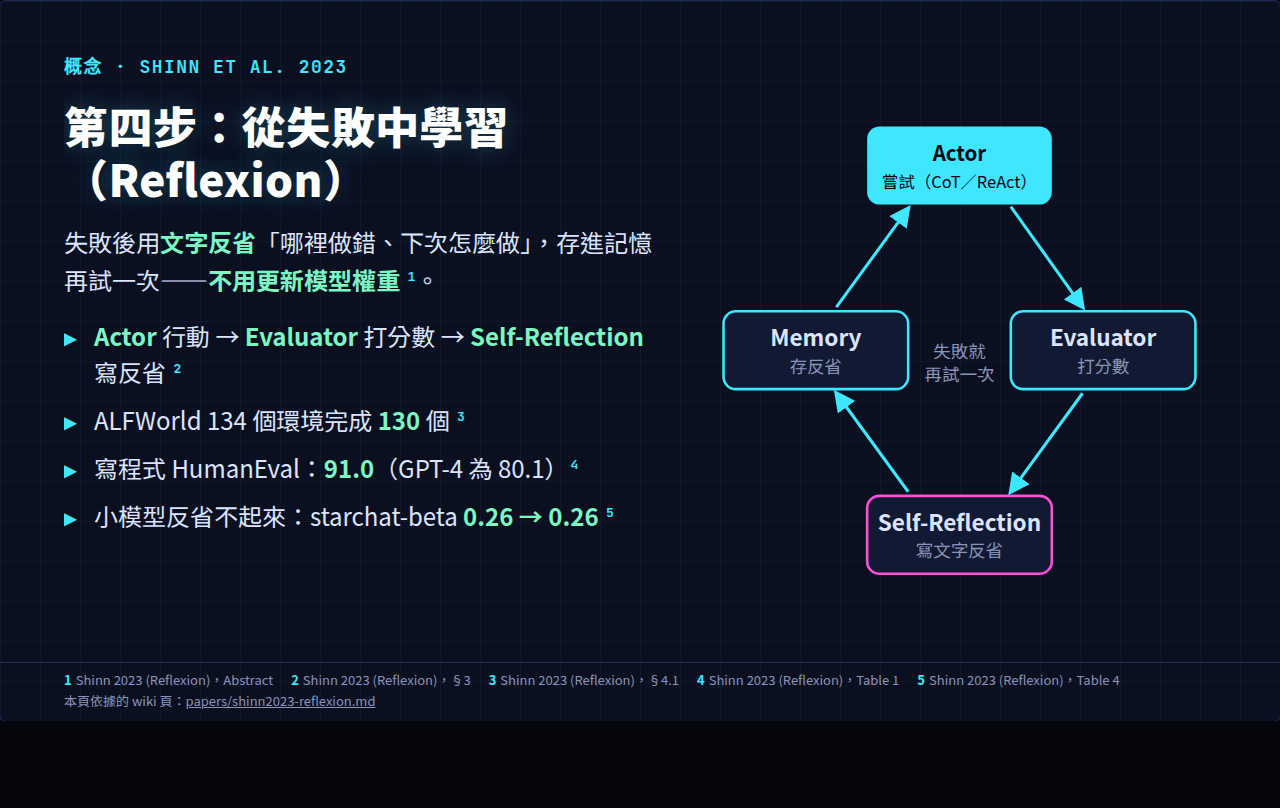 概念 · SHINN ET AL. 2023
第四步：從失敗中學習
（Reflexion）
失敗後用文字反省「哪裡做錯、下次怎麼做」，存進記憶
再試一次——不用更新模型權重 1 。
▶ Actor 行動 → Evaluator 打分數 → Self-Reflection
寫反省 2
▶ ALFWorld 134 個環境完成 130 個 3
▶ 寫程式 HumanEval：91.0（GPT-4 為 80.1） 4
▶ 小模型反省不起來：starchat-beta 0.26 → 0.26 5
Actor
嘗試（CoT／ReAct）
Memory
存反省
失敗就
再試一次
Evaluator
打分數
Self-Reflection
寫文字反省
1 Shinn 2023 (Reflexion)，Abstract 2 Shinn 2023 (Reflexion)，§3 3 Shinn 2023 (Reflexion)，§4.1 4 Shinn 2023 (Reflexion)，Table 1 5 Shinn 2023 (Reflexion)，Table 4
本頁依據的 wiki 頁：papers/shinn2023-reflexion.md